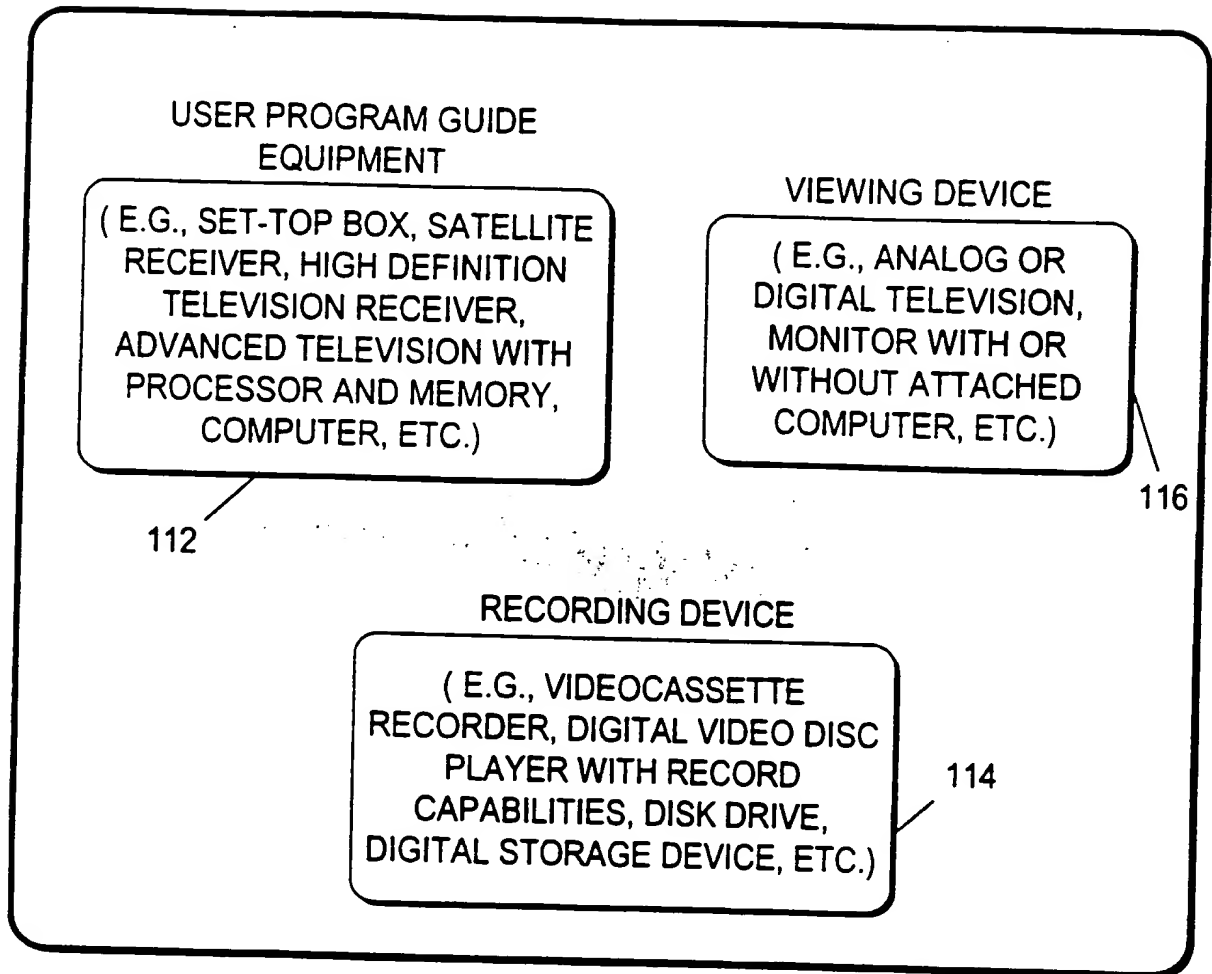 USER PROGRAM GUIDE
EQUIPMENT
( E.G., SET-TOP BOX, SATELLITE
RECEIVER, HIGH DEFINITION
TELEVISION RECEIVER,
ADVANCED TELEVISION WITH
PROCESSOR AND MEMORY,
COMPUTER, ETC.)
112
VIEWING DEVICE
( E.G., ANALOG OR
DIGITAL TELEVISION,
MONITOR WITH OR
WITHOUT ATTACHED
COMPUTER, ETC.)
116
RECORDING DEVICE
( E.G., VIDEOCASSETTE
RECORDER, DIGITAL VIDEO DISC
PLAYER WITH RECORD
CAPABILITIES, DISK DRIVE,
DIGITAL STORAGE DEVICE, ETC.)
114